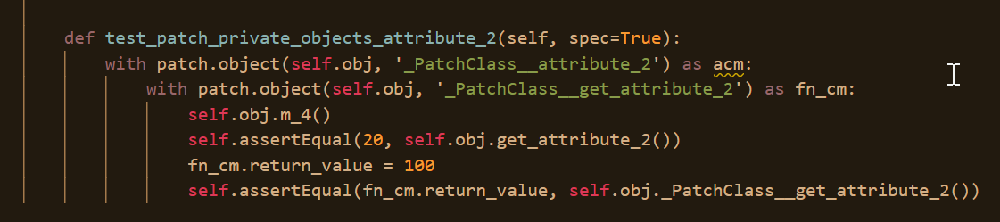 def test_patch_private_objects_attribute_2(self, spec=True):
with patch.object(self.obj, '_PatchClass__attribute_2') as acm:
with patch.object(self.obj, '_PatchClass__get_attribute_2') as fn_cm:
self.obj.m_4()
self.assertEqual(20, self.obj.get_attribute_2())
fn_cm.return_value = 100
self.assertEqual(fn_cm.return_value, self.obj._PatchClass__get_attribute_2())